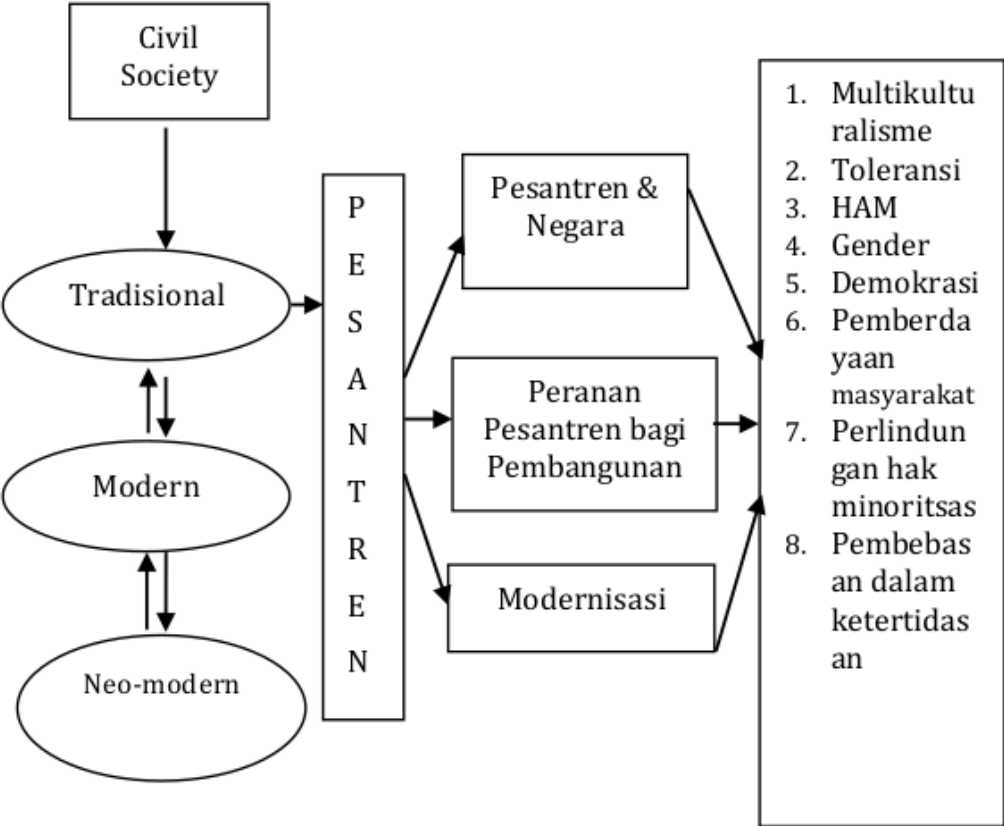 Civil
Society
Tradisional
Modern
Neo-modern
P
E
S
A
N
T
R
E
N
Pesantren &
Negara
Peranan
Pesantren bagi
Pembangunan
Modernisasi
1. Multikultu
ralisme
2. Toleransi
3. HAM
4. Gender
5. Demokrasi
6. Pemberda
yaan
masyarakat
7. Perlindun
gan hak
minoritsas
8. Pembebas
an dalam
ketertidas
an